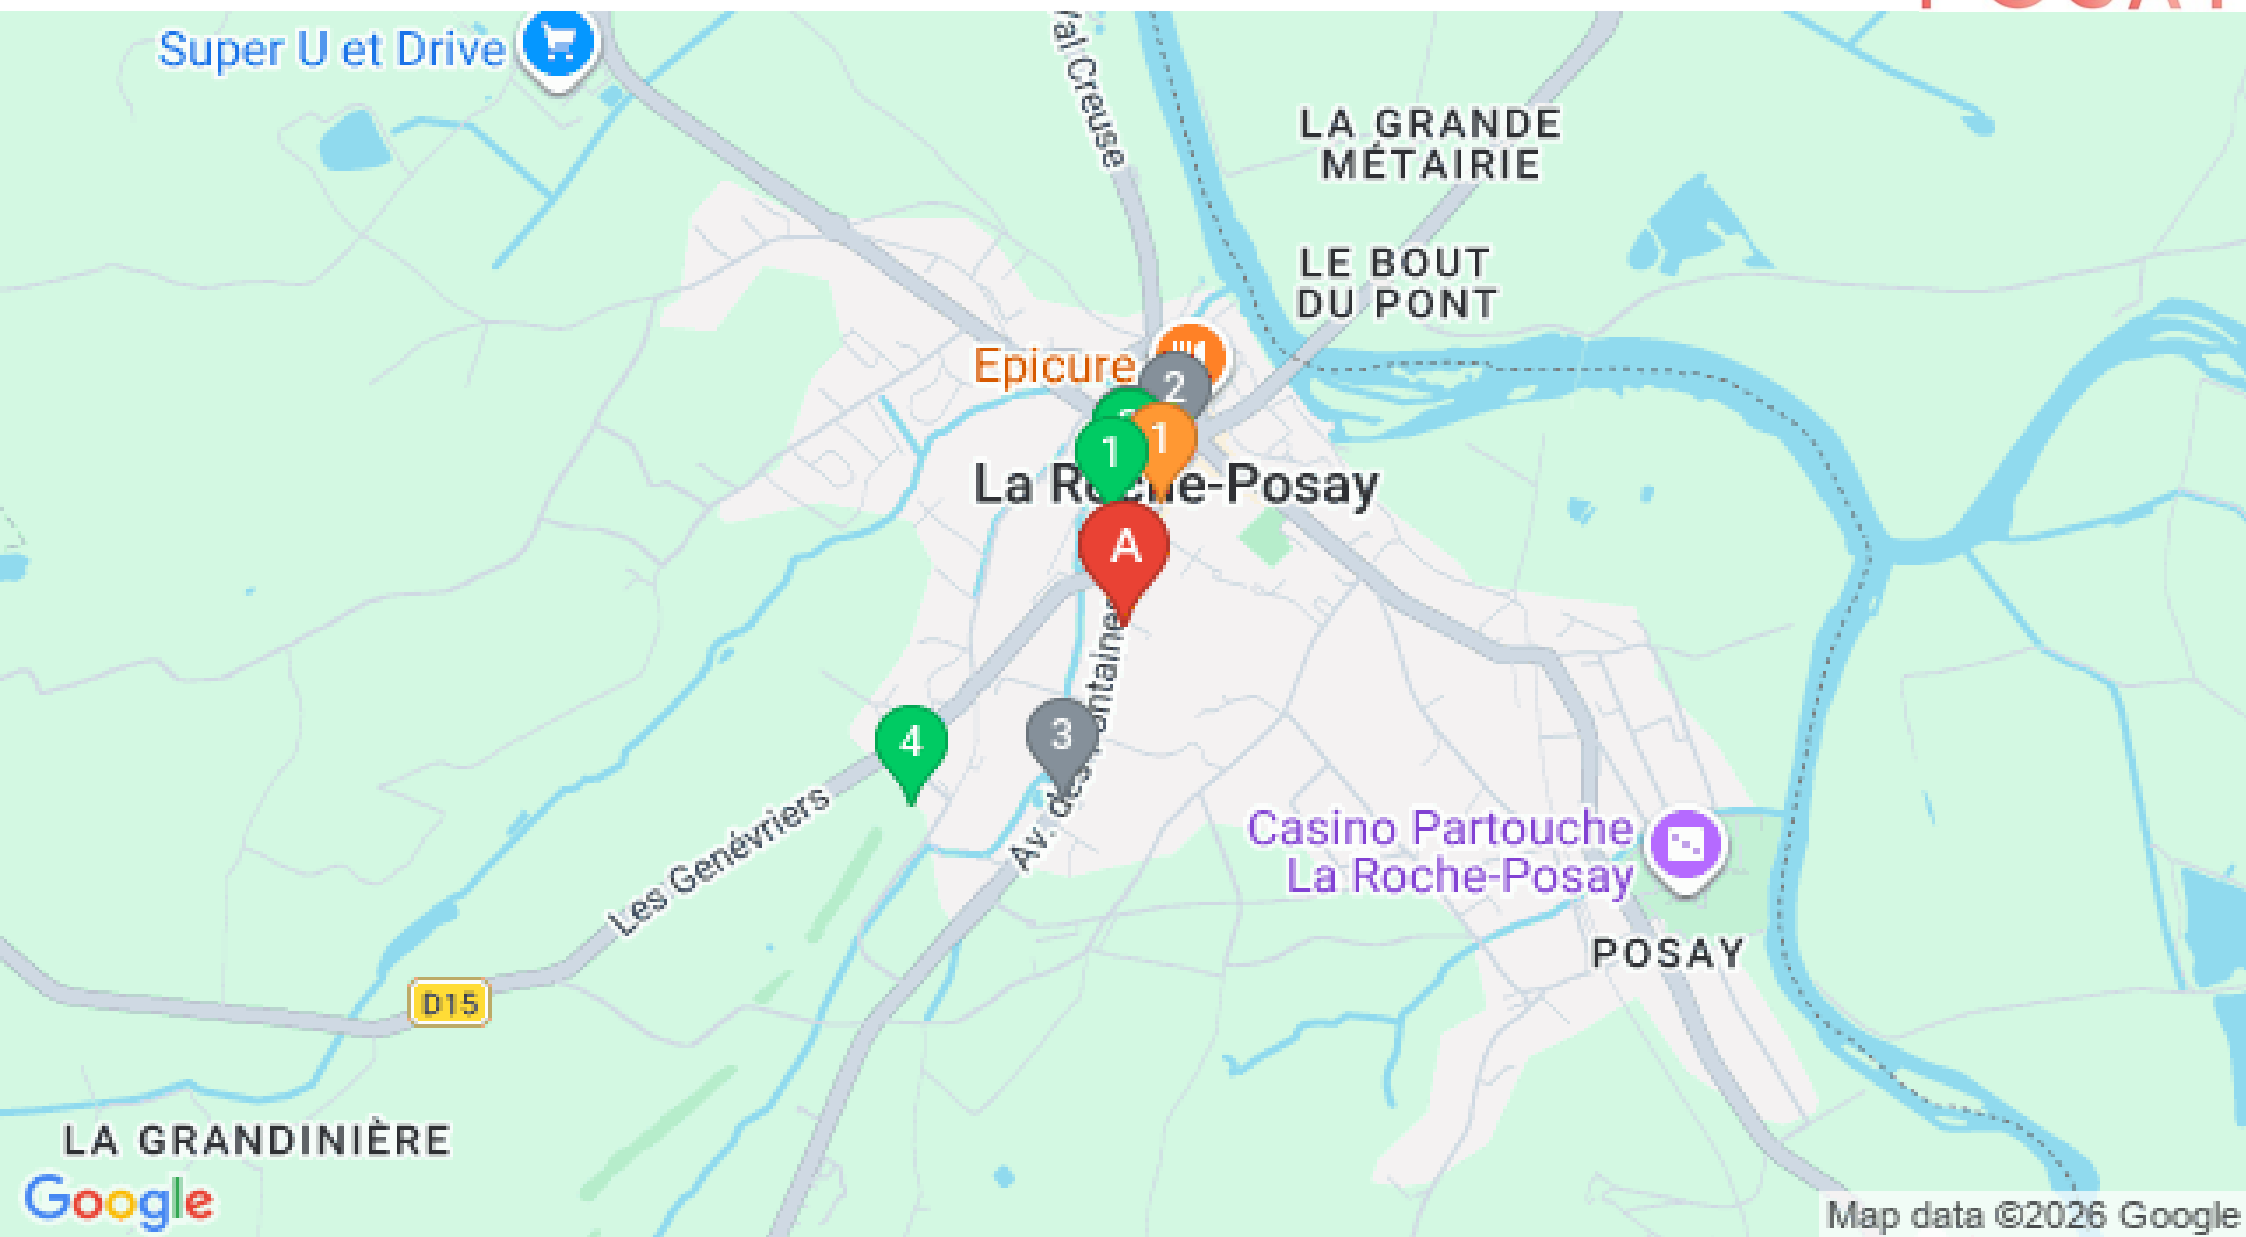 Super U et Drive
Val Creuse
LA GRANDE
MÉTAIRIE
LE BOUT
DU PONT
Epicure
2
1
1
La Roche-Posay
A
4
3
Av. des Fontaines
Les Genévriers
Casino Partouche
La Roche-Posay
POSAY
D15
LA GRANDINIÈRE
Google
Map data ©2026 Google